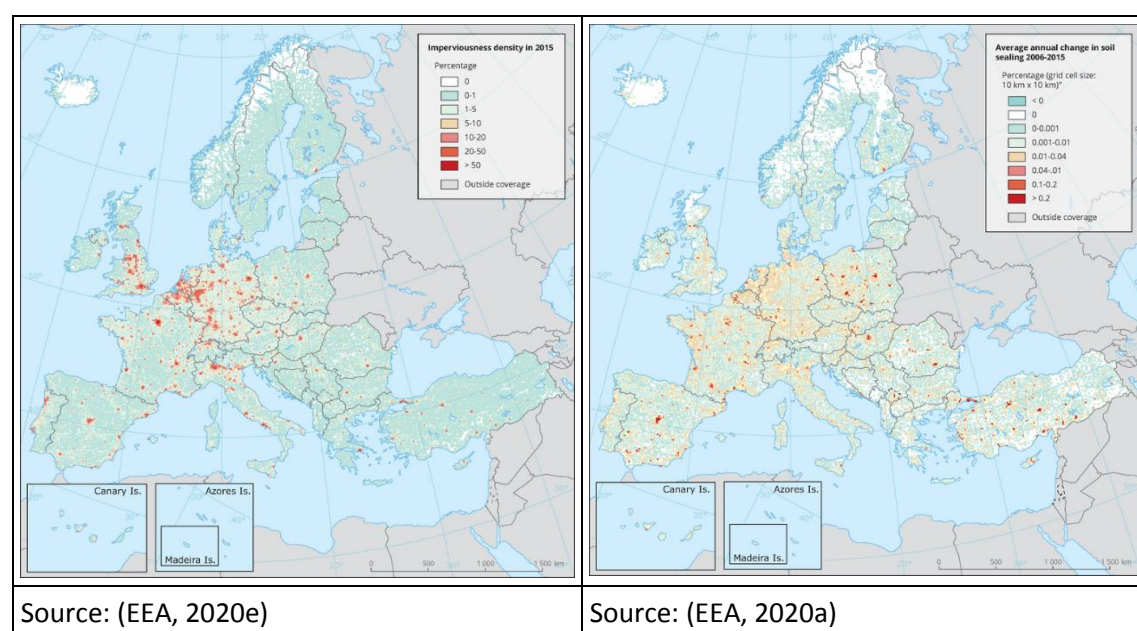 Imperviousness density in 2015
Percentage
0
0-1
1-5
5-10
10-20
20-50
> 50
Outside coverage
Canary Is.
Azores Is.
Madeira Is.
0 500 1 000 1 500 km
Source: (EEA, 2020e)
Average annual change in soil
sealing 2006-2015
Percentage (grid cell size:
10 km x 10 km)*
< 0
0
0-0.001
0.001-0.01
0.01-0.04
0.04-.01
0.1-0.2
> 0.2
Outside coverage
Canary Is.
Azores Is.
Madeira Is.
0 500 1 000 1 500 km
Source: (EEA, 2020a)